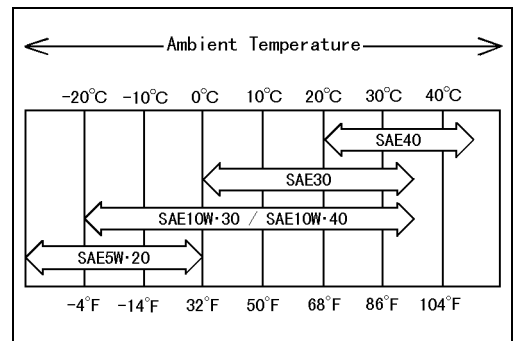 Ambient Temperature
-20°C -10°C 0°C 10°C 20°C 30°C 40°C
SAE40
SAE30
SAE10W·30 / SAE10W·40
SAE5W·20
-4°F -14°F 32°F 50°F 68°F 86°F 104°F